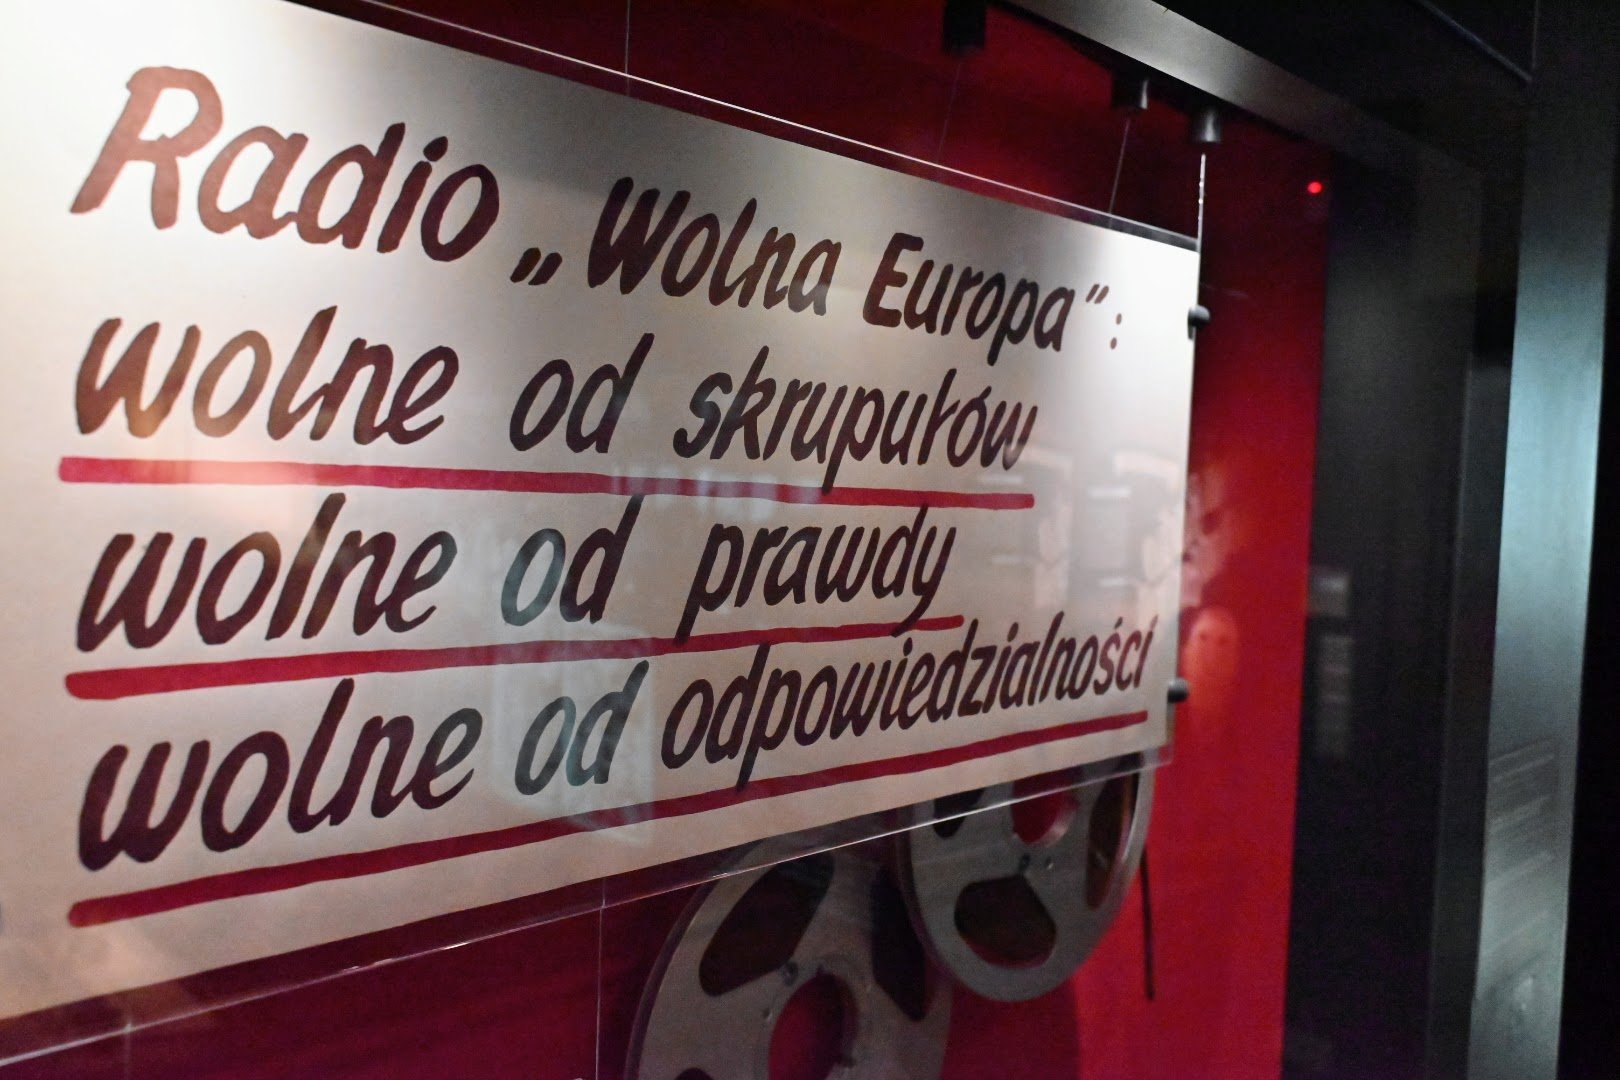 Radio „Wolna Europa”:
wolne od skrupułów
wolne od prawdy
wolne od odpowiedzialności